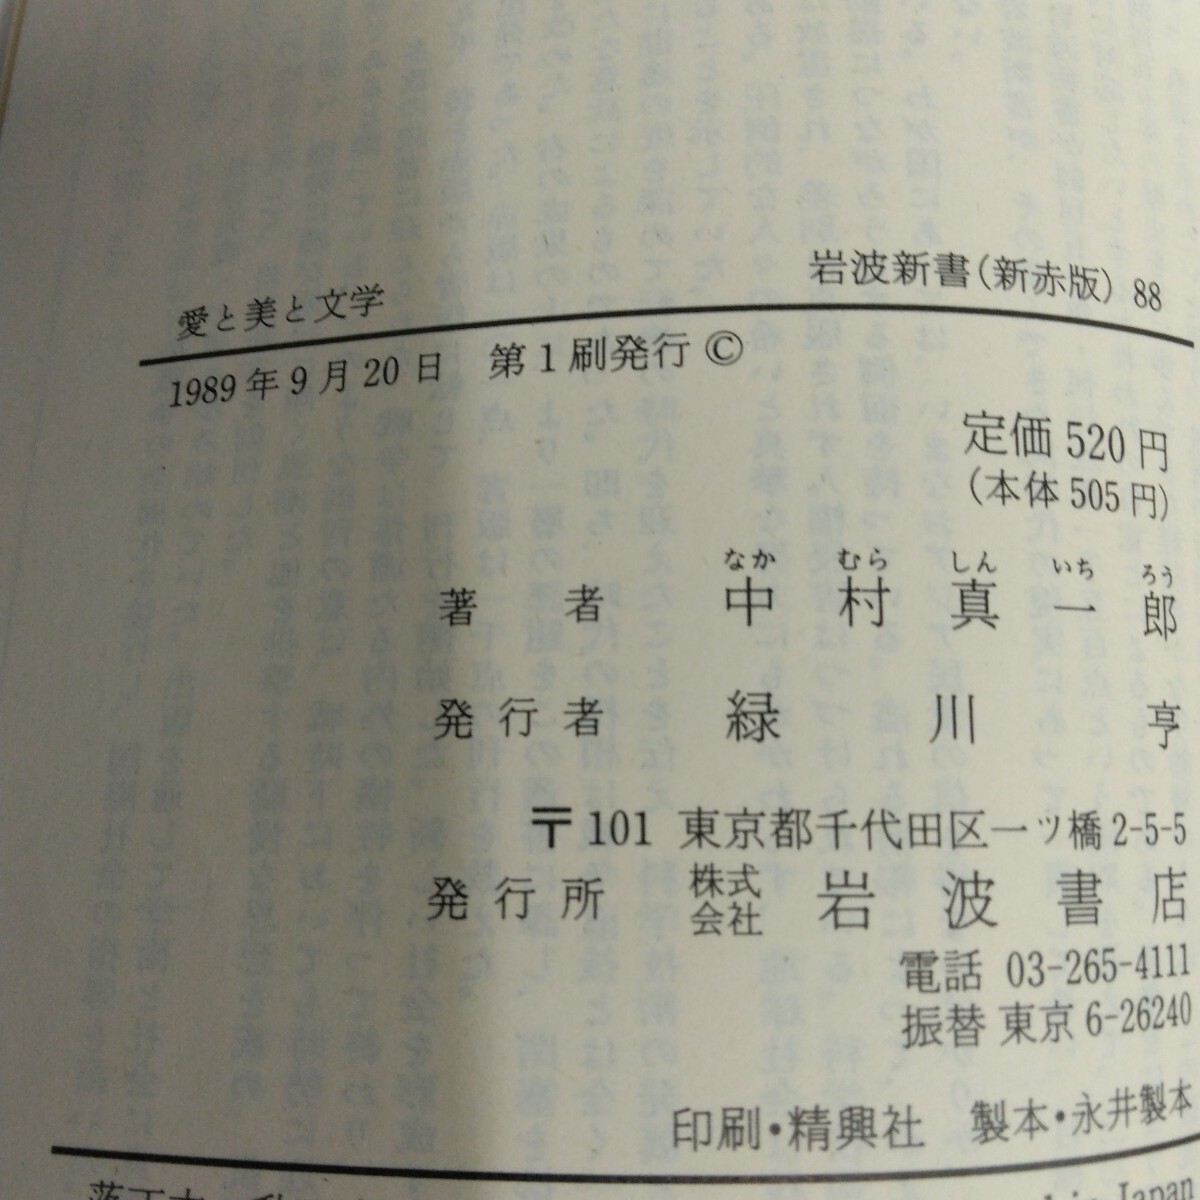 愛と美と文学
岩波新書(新赤版)88
1989年9月20日 第1刷発行 ©
定価520円
(本体505円)
なか むら しん いち ろう
著者 中村真一郎
発行者 緑川亨
〒101 東京都千代田区一ツ橋2-5-5
発行所 株式会社 岩波書店
電話 03-265-4111
振替 東京6-26240
印刷・精興社 製本・永井製本
Japan